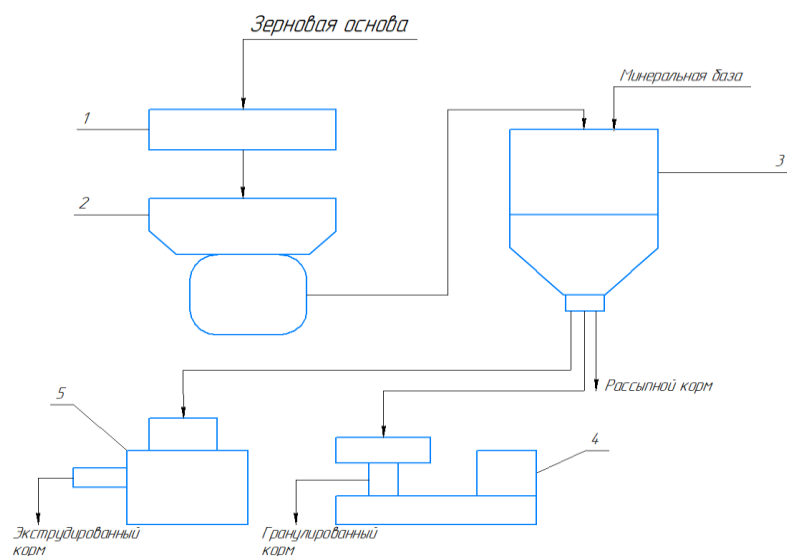 Зерновая основа
Минеральная база
1
3
2
Рассыпной корм
5
4
Экструдированный
корм
Гранулированный
корм